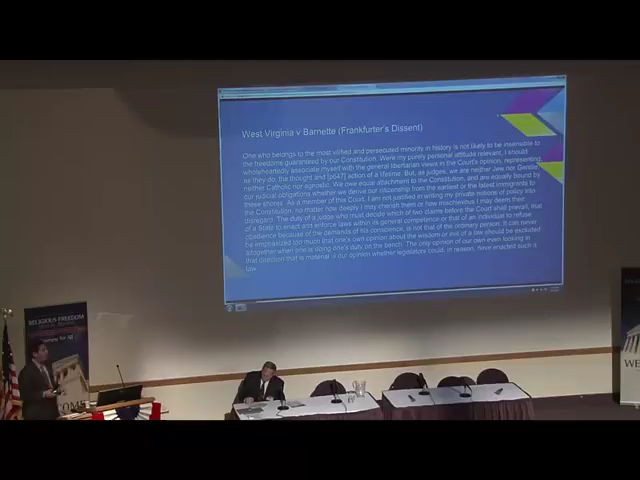 West Virginia v Barnette (Frankfurter's Dissent)
One who belongs to the most vilified and persecuted minority in history is not likely to be insensible to
the freedoms guaranteed by our Constitution. Were my purely personal attitude relevant, I should
wholeheartedly associate myself with the general libertarian views in the Court's opinion, representing,
as they do, the thought and [p647] action of a lifetime. But, as judges, we are neither Jew nor Gentile,
neither Catholic nor agnostic. We owe equal attachment to the Constitution, and are equally bound by
our judicial obligations whether we derive our citizenship from the earliest or the latest immigrants to
these shores. As a member of this Court, I am not justified in writing my private notions of policy into
the Constitution, no matter how deeply I may cherish them or how mischievous I may deem their
disregard. The duty of a judge who must decide which of two claims before the Court shall prevail, that
of a State to enact and enforce laws within its general competence or that of an individual to refuse
obedience because of the demands of his conscience, is not that of the ordinary person. It can never
be emphasized too much that one's own opinion about the wisdom or evil of a law should be excluded
altogether when one is doing one's duty on the bench. The only opinion of our own even looking in
that direction that is material is our opinion whether legislators could, in reason, have enacted such a
law.
RELIGIOUS FREEDOM
WE